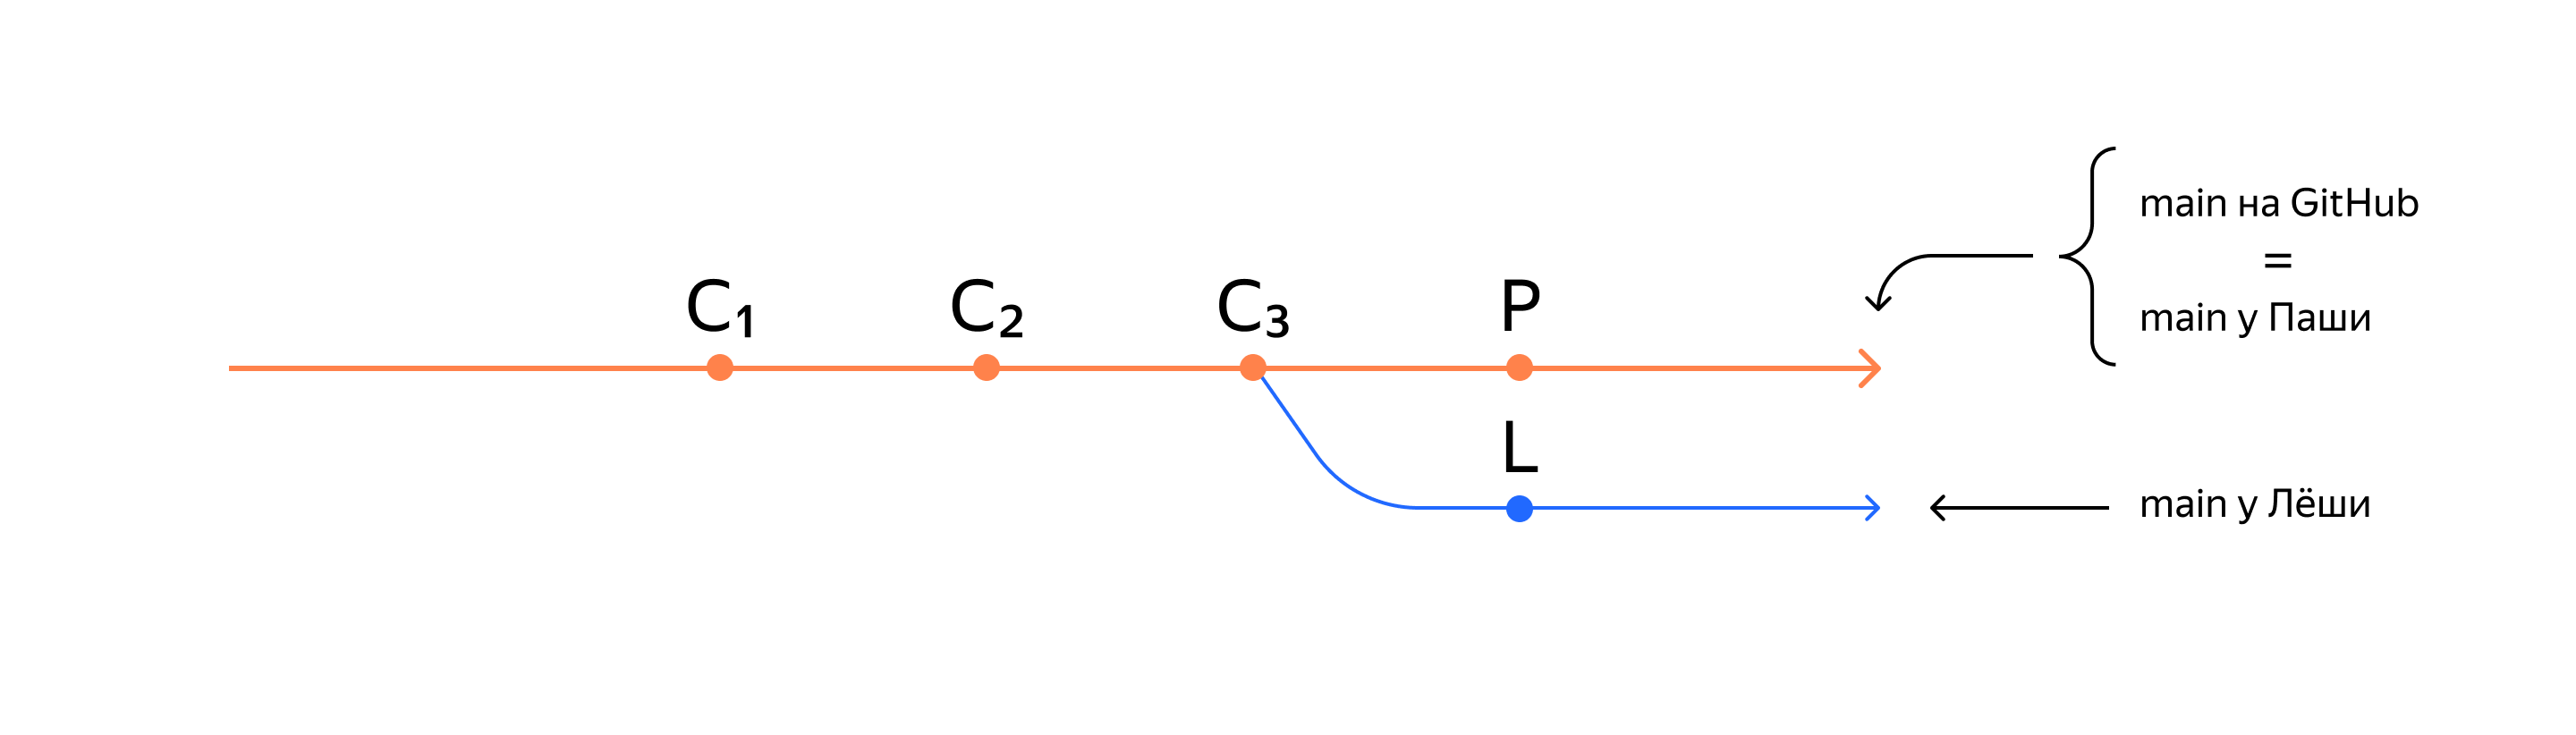 main на GitHub
=
main у Паши
C₁ C₂ C₃ P
L
main у Лёши